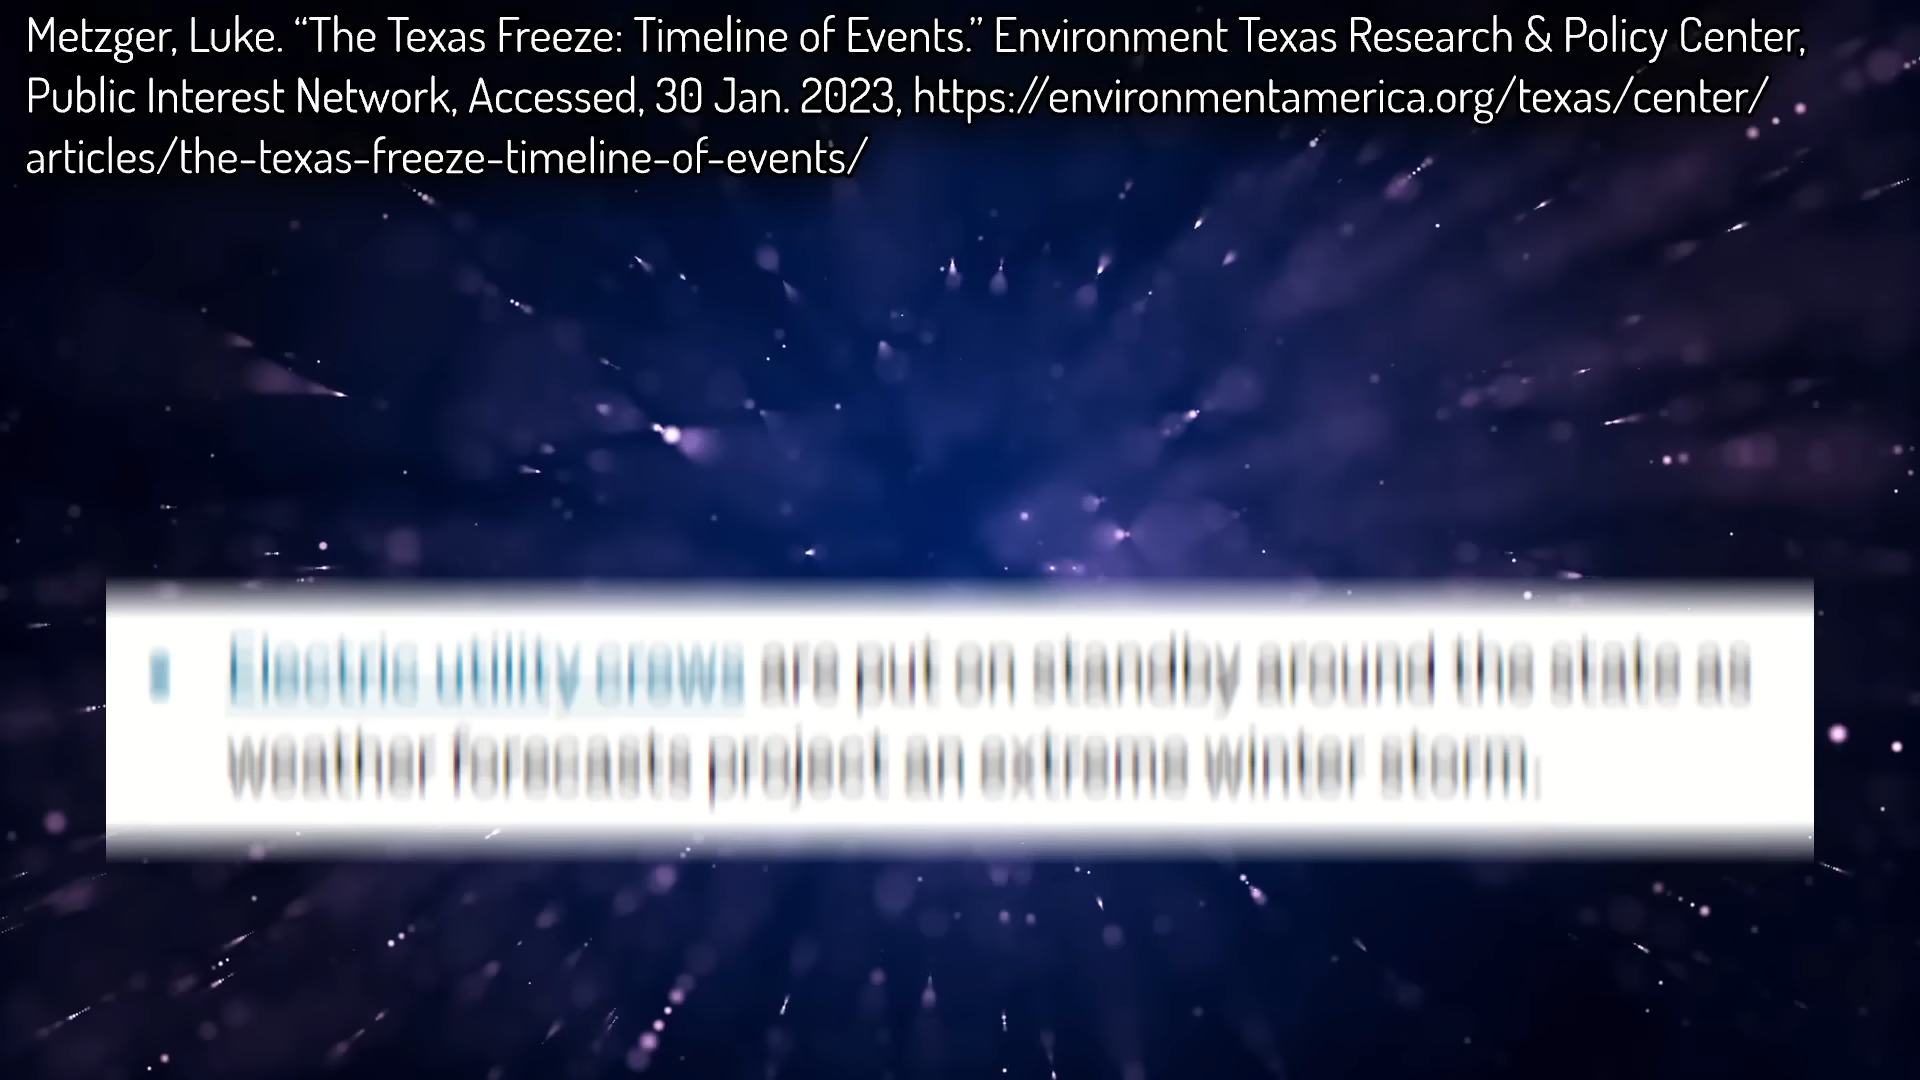 Metzger, Luke. “The Texas Freeze: Timeline of Events.” Environment Texas Research & Policy Center,
Public Interest Network, Accessed, 30 Jan. 2023, https://environmentamerica.org/texas/center/
articles/the-texas-freeze-timeline-of-events/
Electric utility crews are put on standby around the state as
weather forecasts project an extreme winter storm.